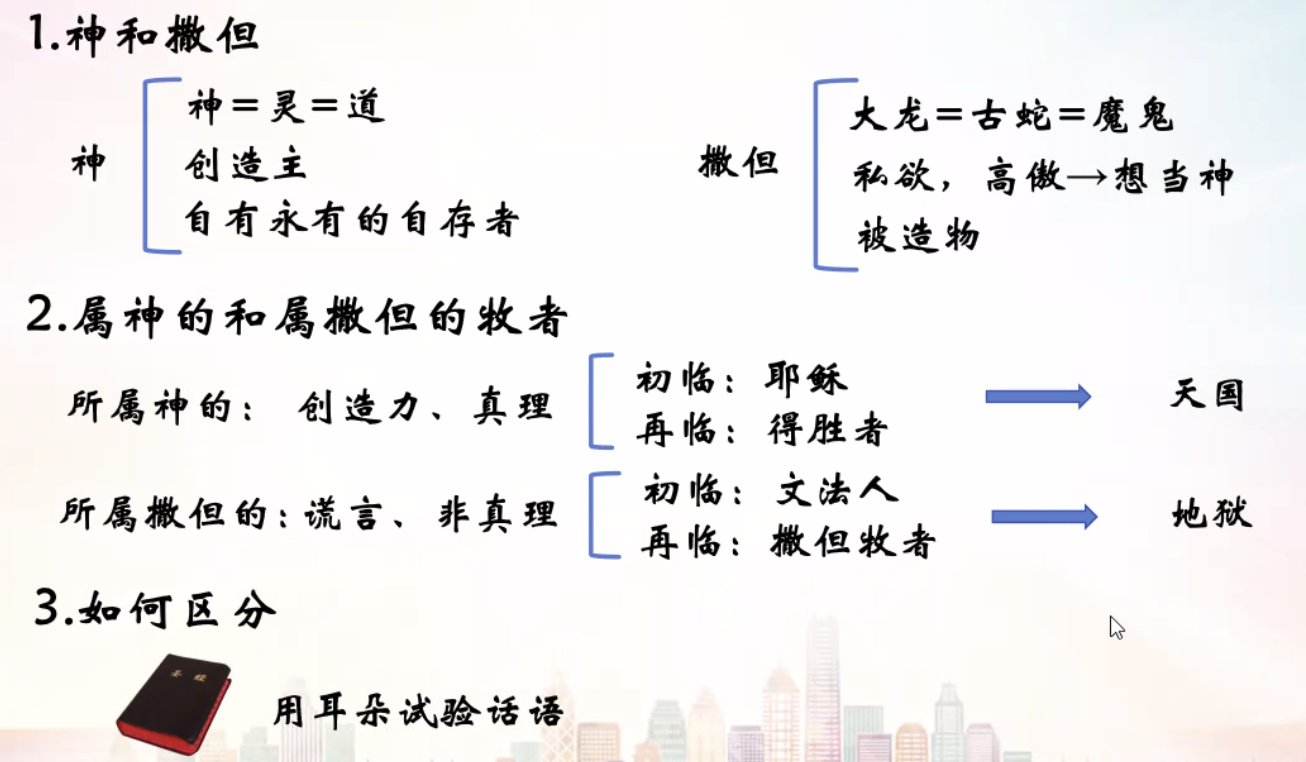 1.神和撒但
神
神=灵=道
创造主
自有永有的自存者
撒但
大龙=古蛇=魔鬼
私欲，高傲→想当神
被造物
2.属神的和属撒但的牧者
所属神的： 创造力、真理
初临：耶稣
再临：得胜者
天国
所属撒但的：谎言、非真理
初临：文法人
再临：撒但牧者
地狱
3.如何区分
圣经
用耳朵试验话语